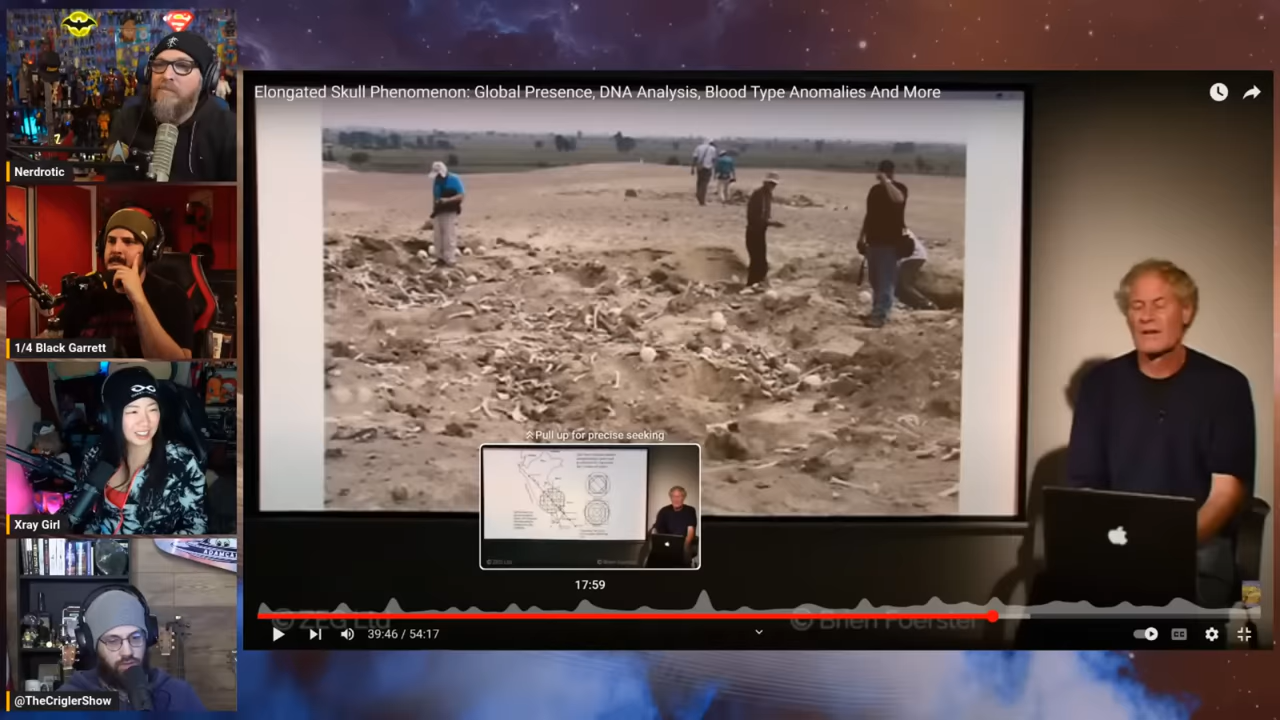 Nerdrotic
1/4 Black Garrett
Xray Girl
@TheCriglerShow
Elongated Skull Phenomenon: Global Presence, DNA Analysis, Blood Type Anomalies And More
Pull up for precise seeking
17:59
© ZEG Ltd
© Brien Foerster
39:46 / 54:17
CC